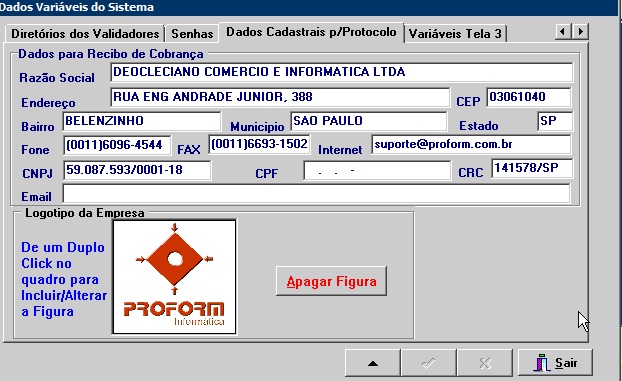 Dados Variáveis do Sistema
Diretórios dos Validadores Senhas Dados Cadastrais p/Protocolo Variáveis Tela 3
Dados para Recibo de Cobrança
Razão Social DEOCLECIANO COMERCIO E INFORMATICA LTDA
Endereço RUA ENG ANDRADE JUNIOR, 388 CEP 03061040
Bairro BELENZINHO Municipio SAO PAULO Estado SP
Fone (0011)6096-4544 FAX (0011)6693-1502 Internet suporte@proform.com.br
CNPJ 59.087.593/0001-18 CPF . . - CRC 141578/SP
Email
Logotipo da Empresa
De um Duplo
Click no
quadro para
Incluir/Alterar
a Figura
PROFORM
Informática
Apagar Figura
Sair